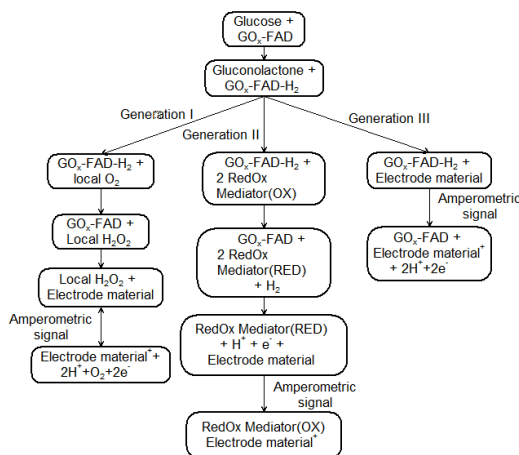 Glucose +
GOx-FAD
Gluconolactone +
GOx-FAD-H2
Generation I
Generation II
Generation III
GOx-FAD-H2 +
local O2
GOx-FAD +
Local H2O2
Local H2O2 +
Electrode material
Amperometric
signal
Electrode material+ +
2H++O2+2e-
GOx-FAD-H2 +
2 RedOx
Mediator(OX)
GOx-FAD +
2 RedOx
Mediator(RED)
+ H2
RedOx Mediator(RED)
+ H+ + e- +
Electrode material
Amperometric
signal
RedOx Mediator(OX)
Electrode material+
GOx-FAD-H2 +
Electrode material
Amperometric
signal
GOx-FAD +
Electrode material+
+ 2H++2e-